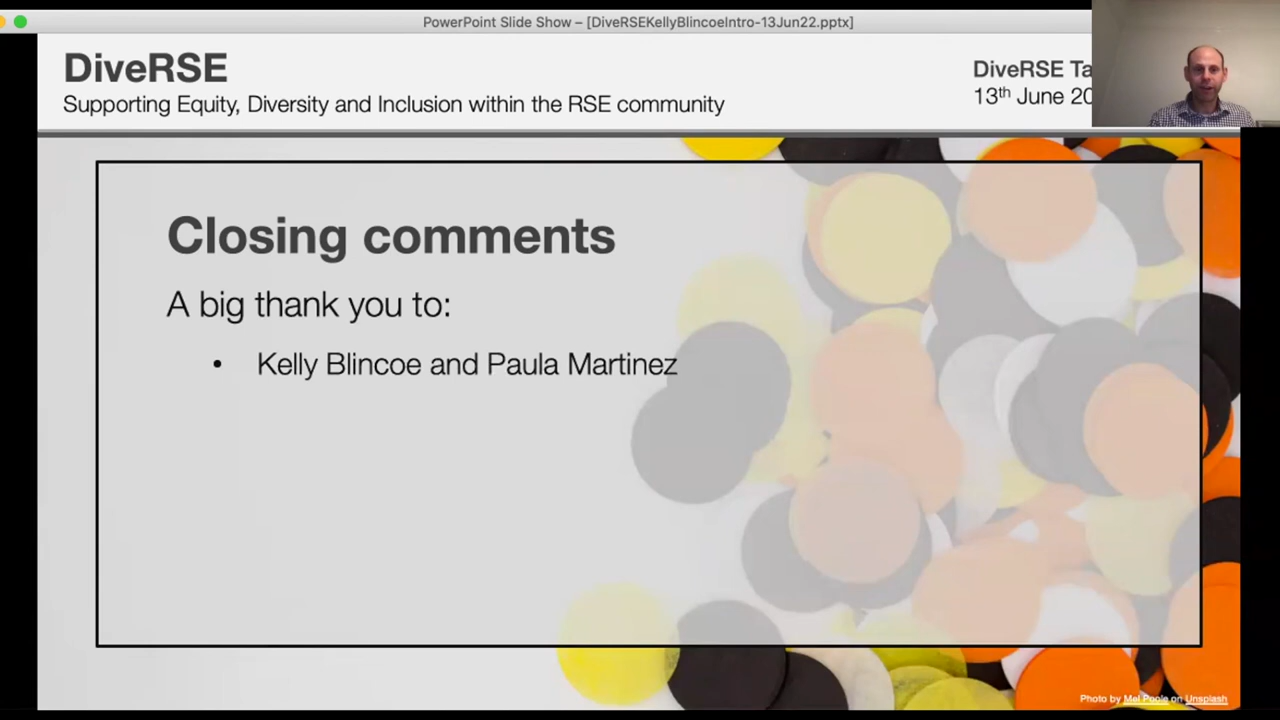 PowerPoint Slide Show – [DiveRSEKellyBlincoeIntro-13Jun22.pptx]
DiveRSE
Supporting Equity, Diversity and Inclusion within the RSE community
DiveRSE Ta
13th June 20
Closing comments
A big thank you to:
• Kelly Blincoe and Paula Martinez
Photo by Mel Poole on Unsplash